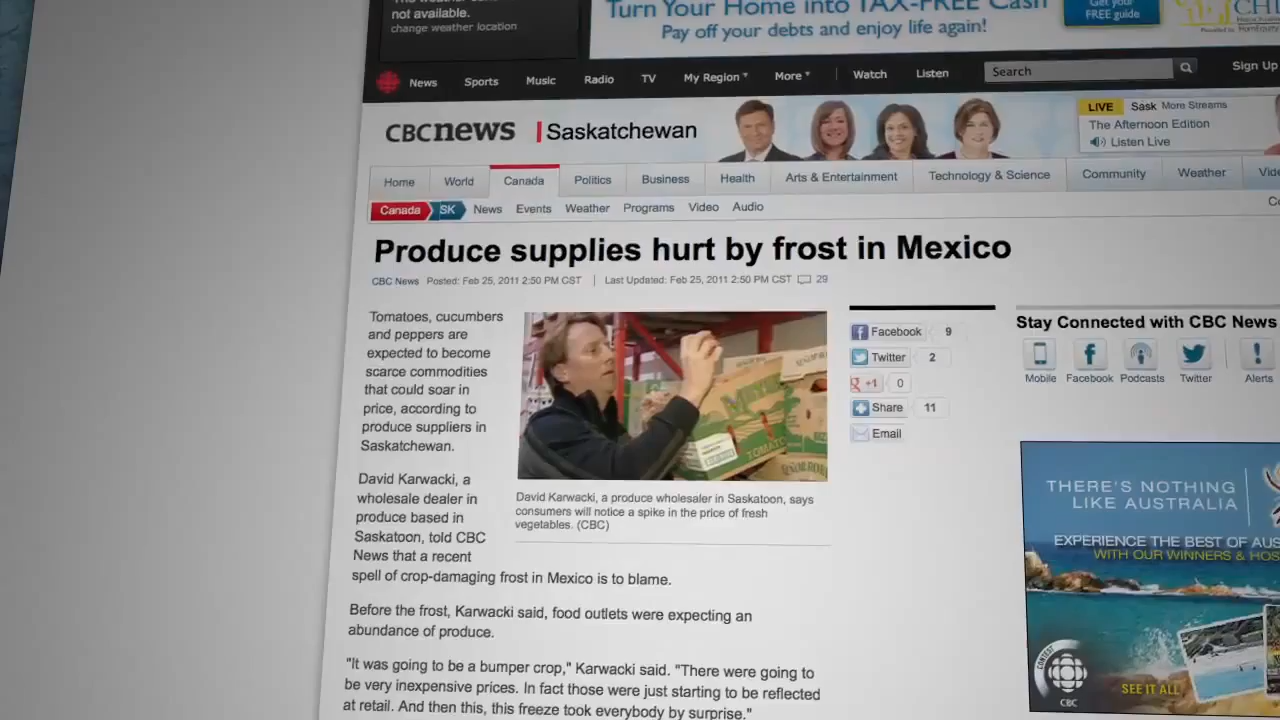 not available.
change weather location
Turn Your Home into TAX-FREE Cash
Pay off your debts and enjoy life again!
Get your
FREE guide
News Sports Music Radio TV My Region More Watch Listen
Search
Sign Up
CBCnews Saskatchewan
LIVE Sask More Streams
The Afternoon Edition
Listen Live
Home World Canada Politics Business Health Arts & Entertainment Technology & Science Community Weather
Canada SK News Events Weather Programs Video Audio
Produce supplies hurt by frost in Mexico
CBC News Posted: Feb 25, 2011 2:50 PM CST | Last Updated: Feb 25, 2011 2:50 PM CST 29
Tomatoes, cucumbers
and peppers are
expected to become
scarce commodities
that could soar in
price, according to
produce suppliers in
Saskatchewan.
David Karwacki, a
wholesale dealer in
produce based in
Saskatoon, told CBC
News that a recent
spell of crop-damaging frost in Mexico is to blame.
Before the frost, Karwacki said, food outlets were expecting an
abundance of produce.
"It was going to be a bumper crop," Karwacki said. "There were going to
be very inexpensive prices. In fact those were just starting to be reflected
at retail. And then this, this freeze took everybody by surprise."
TOMATO
David Karwacki, a produce wholesaler in Saskatoon, says
consumers will notice a spike in the price of fresh
vegetables. (CBC)
Facebook 9
Twitter 2
+1 0
Share 11
Email
Stay Connected with CBC News
Mobile Facebook Podcasts Twitter Alerts
THERE'S NOTHING
LIKE AUSTRALIA
EXPERIENCE THE BEST OF
WITH OUR WINNERS &
CONTEST
CBC
SEE IT ALL